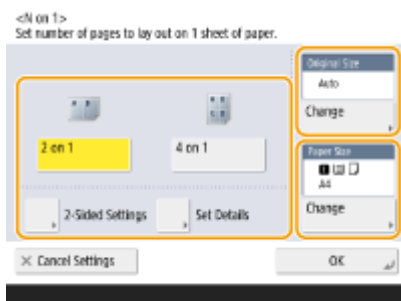 <N on 1>
Set number of pages to lay out on 1 sheet of paper.
Original Size
Auto
Change
2 on 1
4 on 1
Paper Size
A4
Change
2-Sided Settings
Set Details
× Cancel Settings
OK